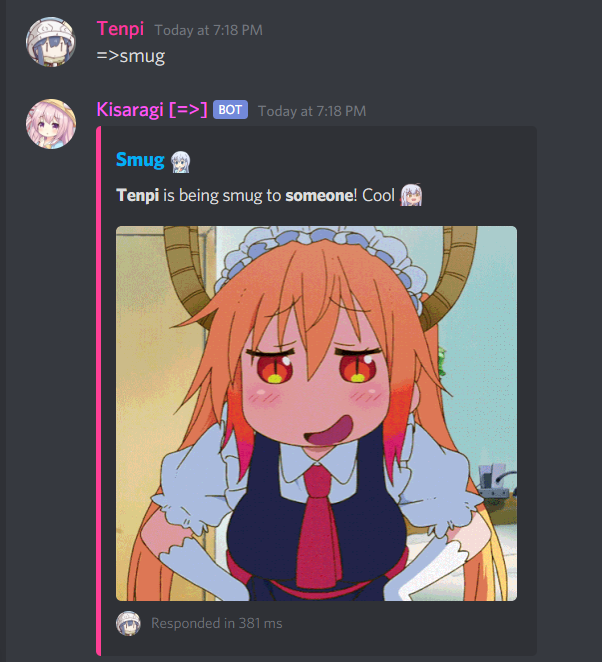 Tenpi Today at 7:18 PM
=>smug
Kisaragi [=>] BOT Today at 7:18 PM
Smug
Tenpi is being smug to someone! Cool
Responded in 381 ms